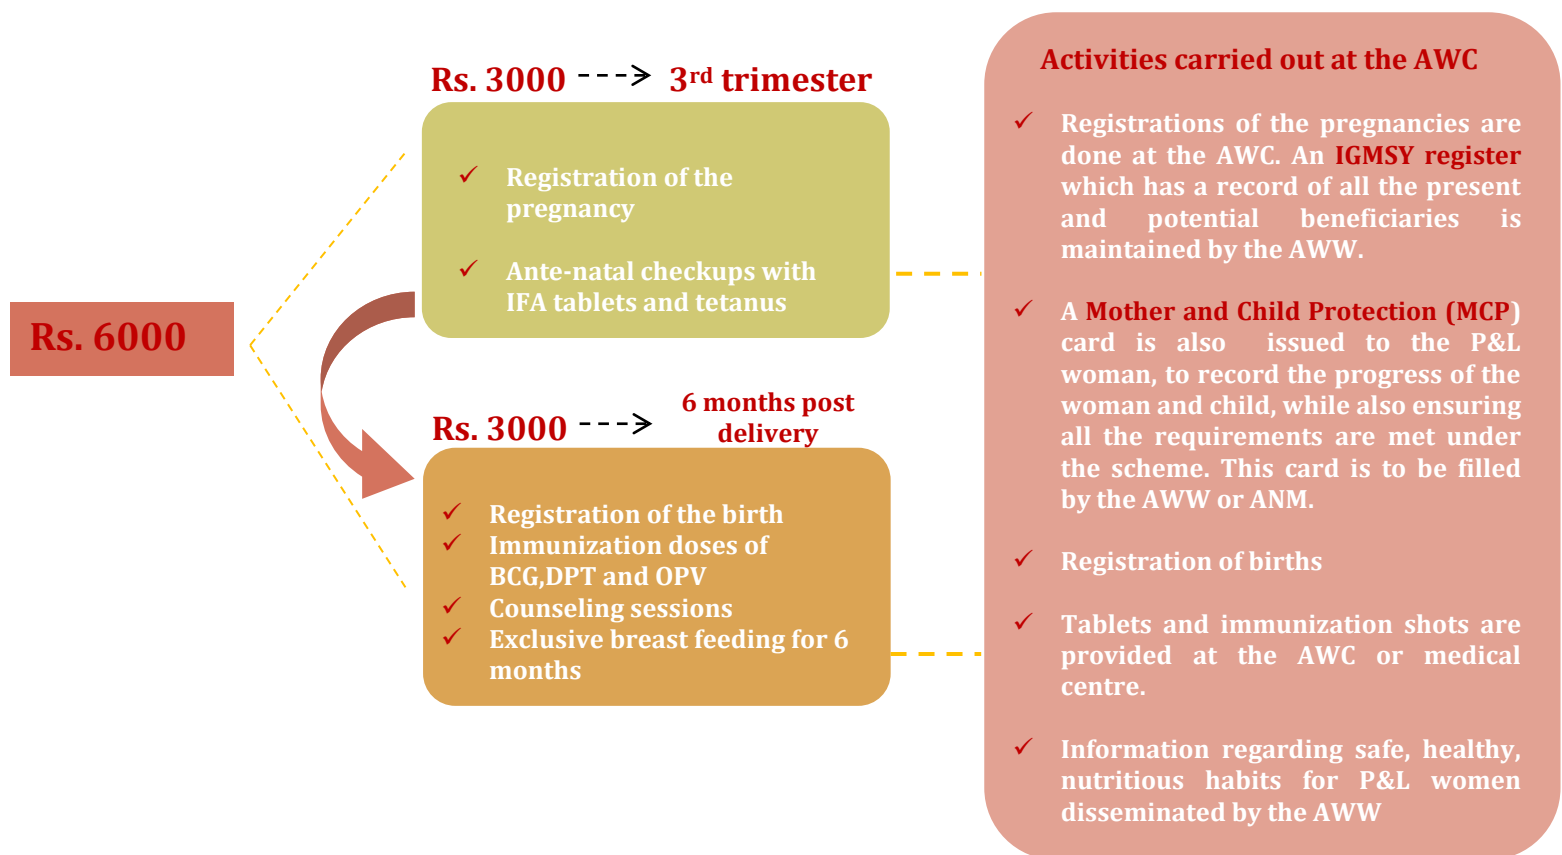 Rs. 6000
Rs. 3000
3rd trimester
Registration of the
pregnancy
Ante-natal checkups with
IFA tablets and tetanus
Rs. 3000
6 months post
delivery
Registration of the birth
Immunization doses of
BCG,DPT and OPV
Counseling sessions
Exclusive breast feeding for 6
months
Activities carried out at the AWC
Registrations of the pregnancies are
done at the AWC. An IGMSY register
which has a record of all the present
and potential beneficiaries is
maintained by the AWW.
A Mother and Child Protection (MCP)
card is also issued to the P&L
woman, to record the progress of the
woman and child, while also ensuring
all the requirements are met under
the scheme. This card is to be filled
by the AWW or ANM.
Registration of births
Tablets and immunization shots are
provided at the AWC or medical
centre.
Information regarding safe, healthy,
nutritious habits for P&L women
disseminated by the AWW